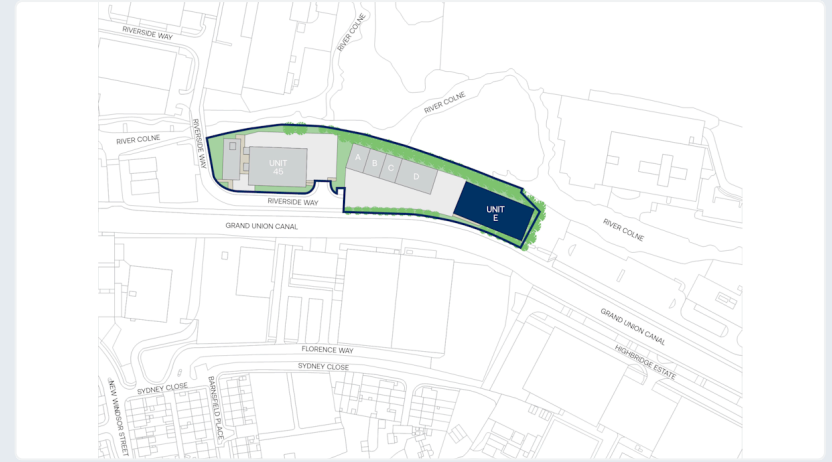 RIVERSIDE WAY
RIVER COLNE
RIVER COLNE
RIVER COLNE
RIVERSIDE WAY
UNIT
45
A
B
C
D
UNIT
E
RIVERSIDE WAY
GRAND UNION CANAL
RIVER COLNE
GRAND UNION CANAL
HIGHBRIDGE ESTATE
FLORENCE WAY
SYDNEY CLOSE
SYDNEY CLOSE
NEW WINDSOR STREET
BARNSFIELD PLACE